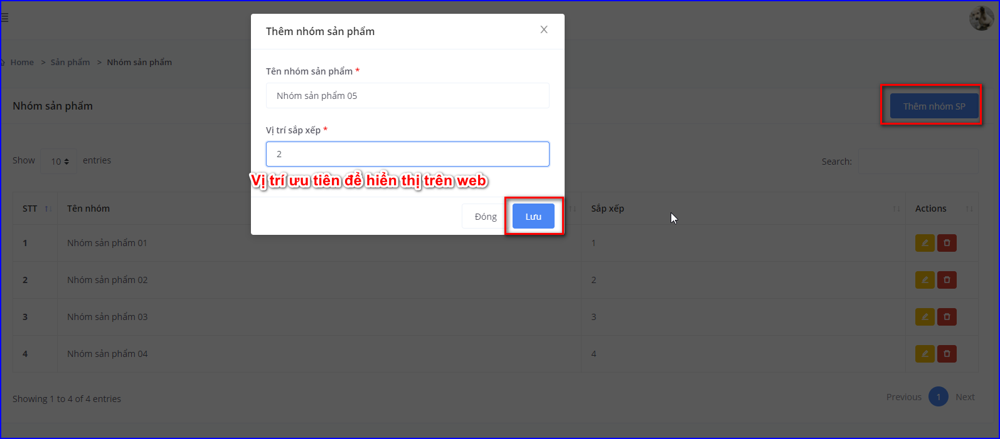 Thêm nhóm sản phẩm
Home > Sản phẩm > Nhóm sản phẩm
Tên nhóm sản phẩm *
Nhóm sản phẩm 05
Nhóm sản phẩm
Thêm nhóm SP
Vị trí sắp xếp *
2
Show 10 entries
Search:
Vị trí ưu tiên để hiển thị trên web
Đóng
Lưu
STT Tên nhóm Sắp xếp Actions
1 Nhóm sản phẩm 01 1
2 Nhóm sản phẩm 02 2
3 Nhóm sản phẩm 03 3
4 Nhóm sản phẩm 04 4
Showing 1 to 4 of 4 entries
Previous 1 Next